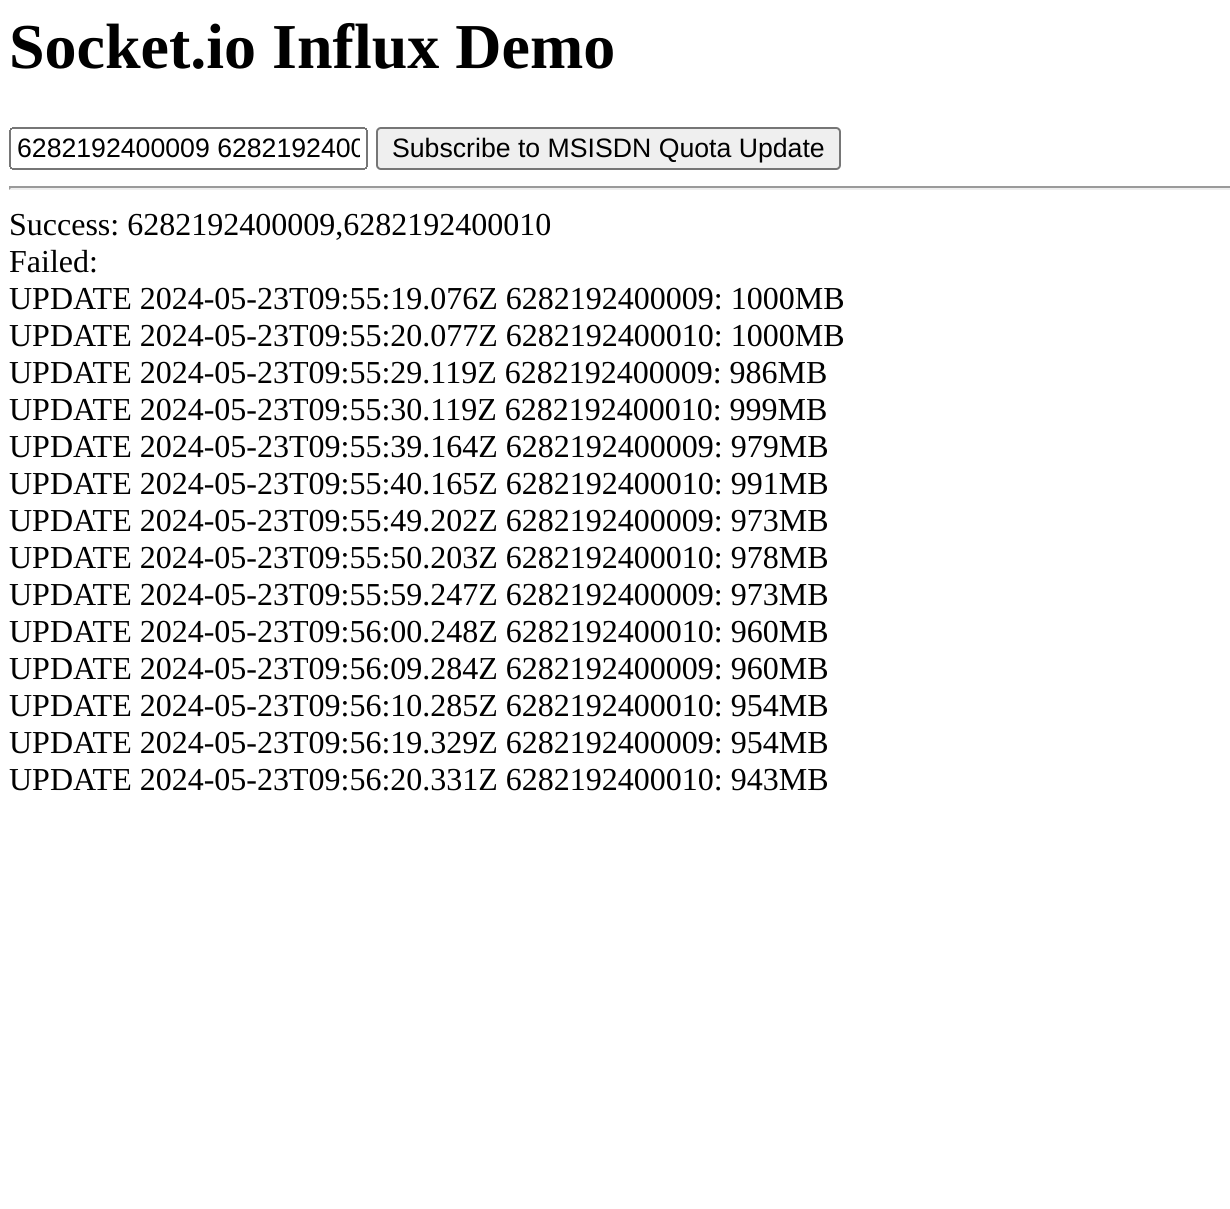 Socket.io Influx Demo
6282192400009 628219240 Subscribe to MSISDN Quota Update
Success: 6282192400009,6282192400010
Failed:
UPDATE 2024-05-23T09:55:19.076Z 6282192400009: 1000MB
UPDATE 2024-05-23T09:55:20.077Z 6282192400010: 1000MB
UPDATE 2024-05-23T09:55:29.119Z 6282192400009: 986MB
UPDATE 2024-05-23T09:55:30.119Z 6282192400010: 999MB
UPDATE 2024-05-23T09:55:39.164Z 6282192400009: 979MB
UPDATE 2024-05-23T09:55:40.165Z 6282192400010: 991MB
UPDATE 2024-05-23T09:55:49.202Z 6282192400009: 973MB
UPDATE 2024-05-23T09:55:50.203Z 6282192400010: 978MB
UPDATE 2024-05-23T09:55:59.247Z 6282192400009: 973MB
UPDATE 2024-05-23T09:56:00.248Z 6282192400010: 960MB
UPDATE 2024-05-23T09:56:09.284Z 6282192400009: 960MB
UPDATE 2024-05-23T09:56:10.285Z 6282192400010: 954MB
UPDATE 2024-05-23T09:56:19.329Z 6282192400009: 954MB
UPDATE 2024-05-23T09:56:20.331Z 6282192400010: 943MB